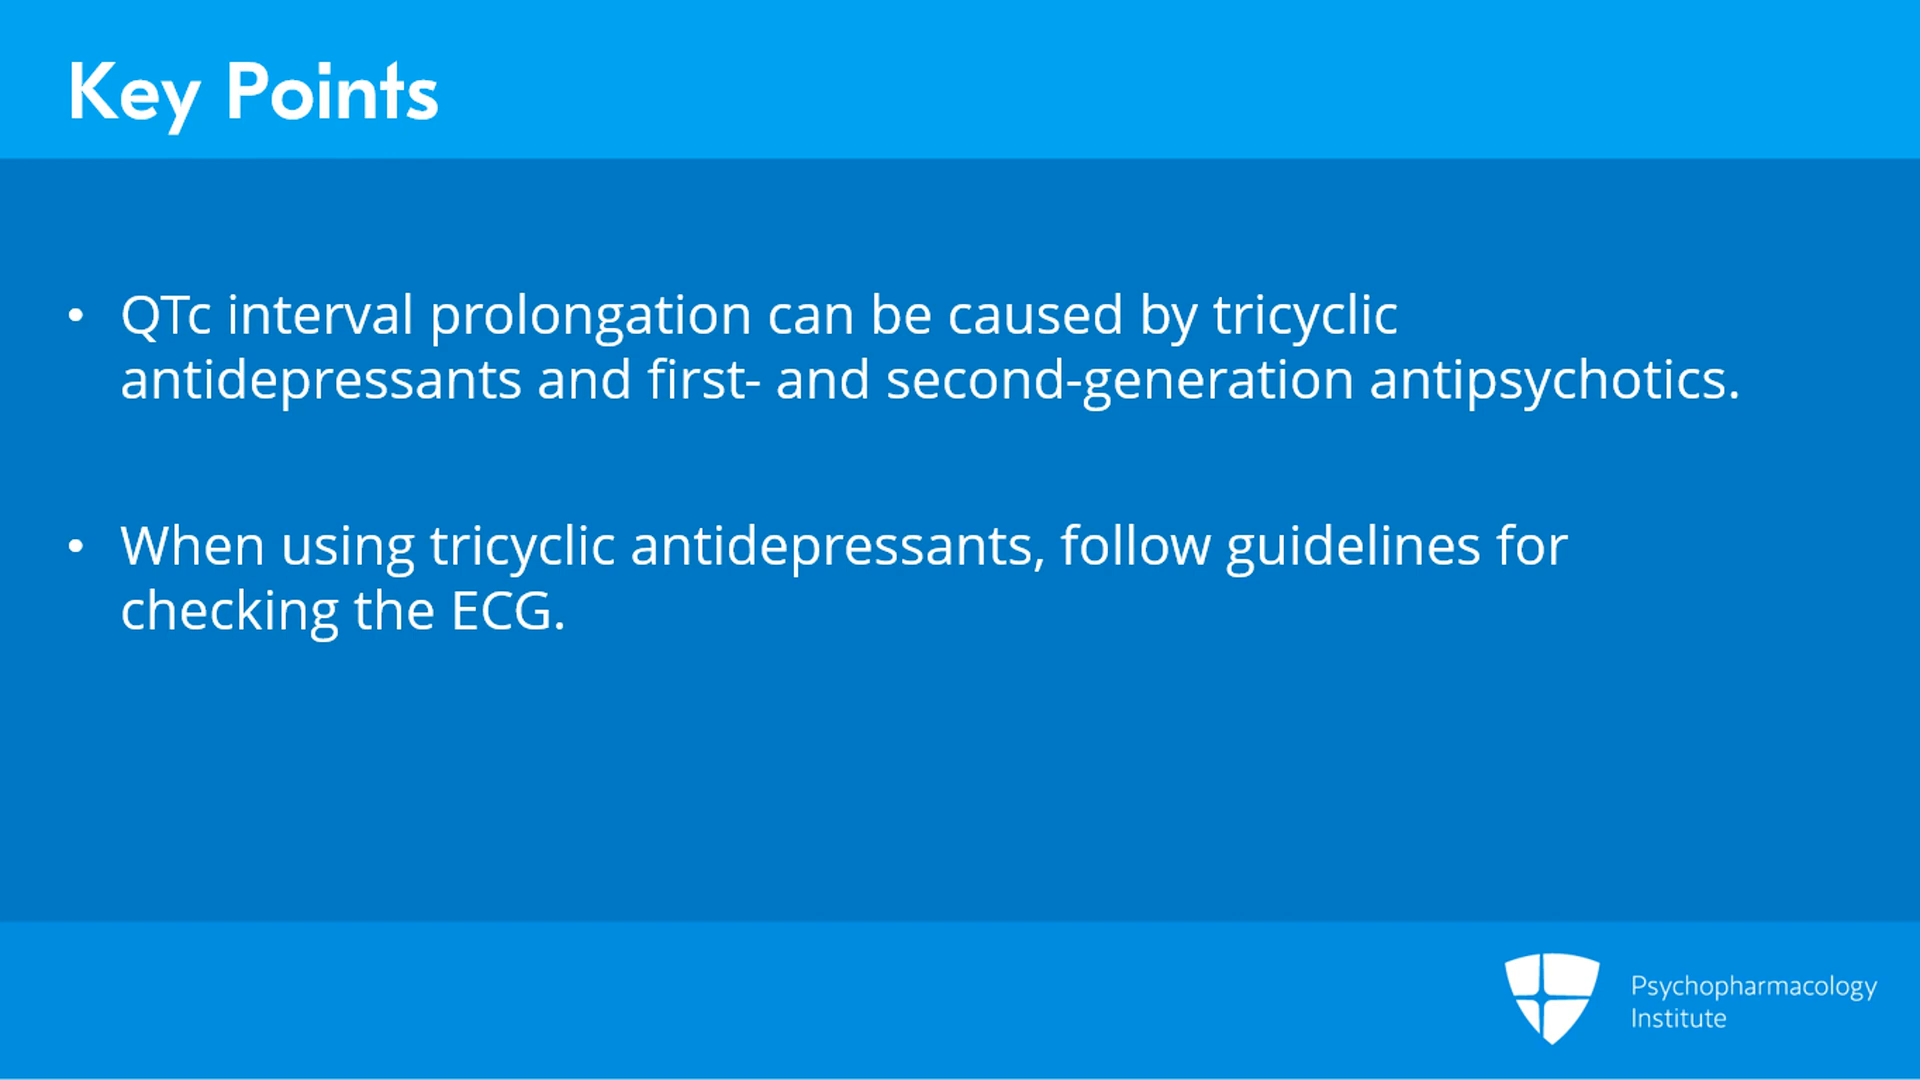 Key Points
• QTc interval prolongation can be caused by tricyclic
antidepressants and first- and second-generation antipsychotics.
• When using tricyclic antidepressants, follow guidelines for
checking the ECG.
Psychopharmacology
Institute